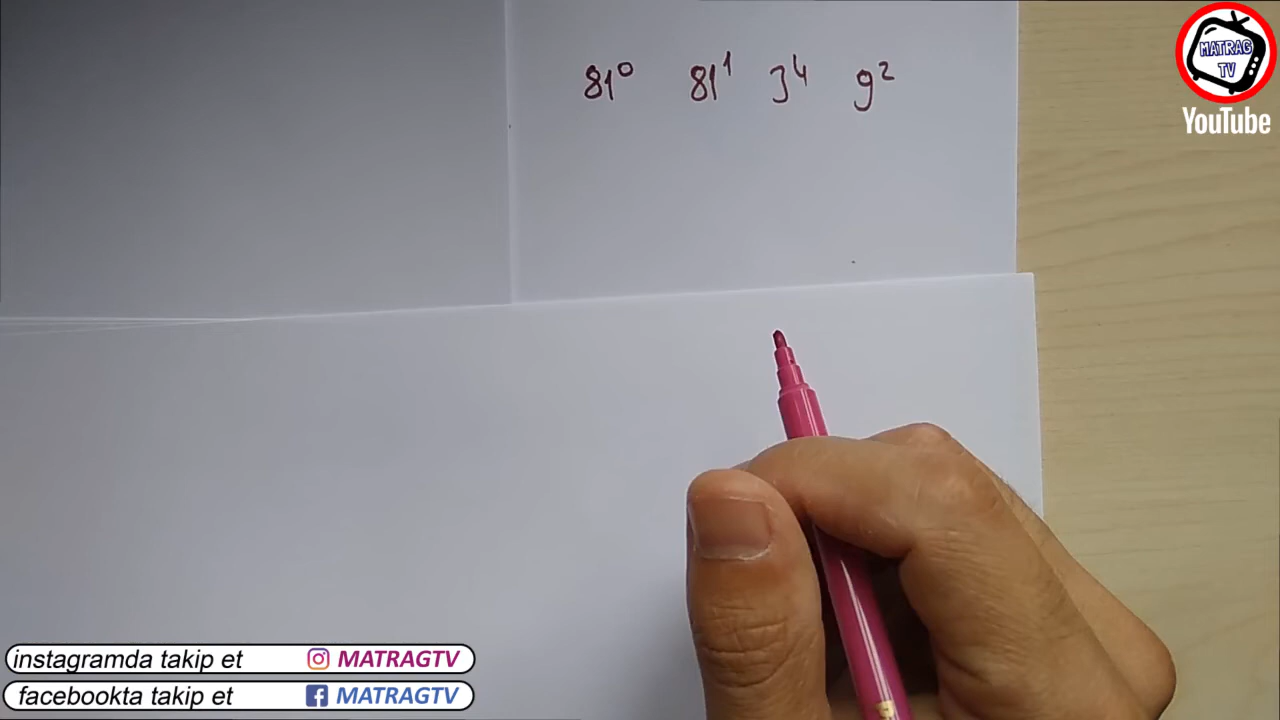 81⁰ 81¹ 3⁴ 9²
MATRAG
TV
YouTube
instagramda takip et MATRAGTV
facebookta takip et MATRAGTV